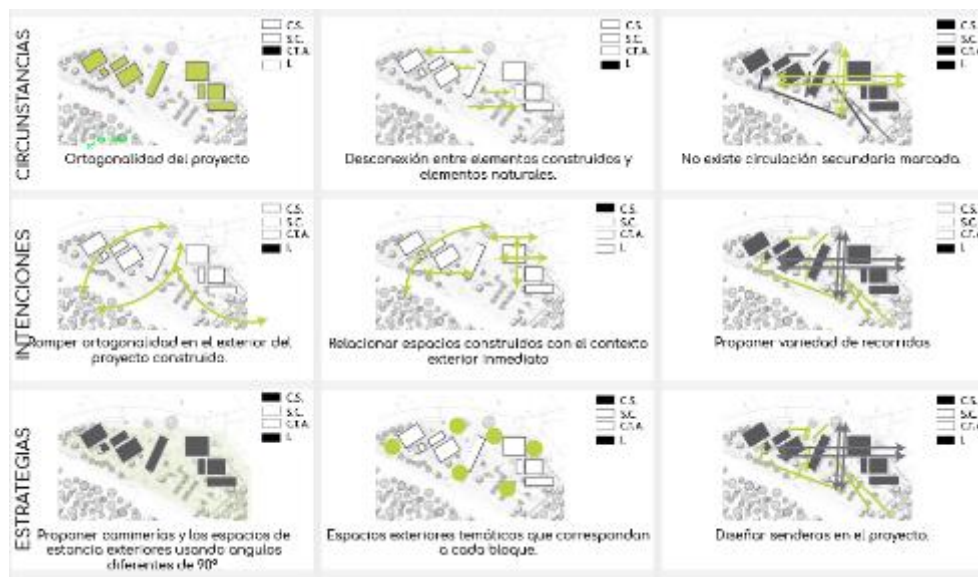 CIRCUNSTANCIAS
C.S.
S.C.
C.T.A.
I.
Ortogonalidad del proyecto
C.S.
S.C.
C.T.A.
I.
Desconexión entre elementos construidos y
elementos naturales.
C.S.
S.C.
C.T.A
I.
No existe circulación secundaria marcada.
INTENCIONES
C.S.
S.C.
C.T.A.
I.
Romper ortogonalidad en el exterior del
proyecto construido.
C.S.
S.C.
C.T.A.
I.
Relacionar espacios construidos con el contexto
exterior inmediato
C.S.
S.C.
C.T.A.
I.
Proponer variedad de recorridos
ESTRATEGIAS
C.S.
S.C.
C.T.A.
I.
Proponer caminerias y los espacios de
estancia exteriores usando angulos
diferentes de 90º
C.S.
S.C.
C.T.A.
I.
Espacios exteriores temáticos que correspondan
a cada bloque.
C.S.
S.C.
C.T.A.
I.
Diseñar senderos en el proyecto.